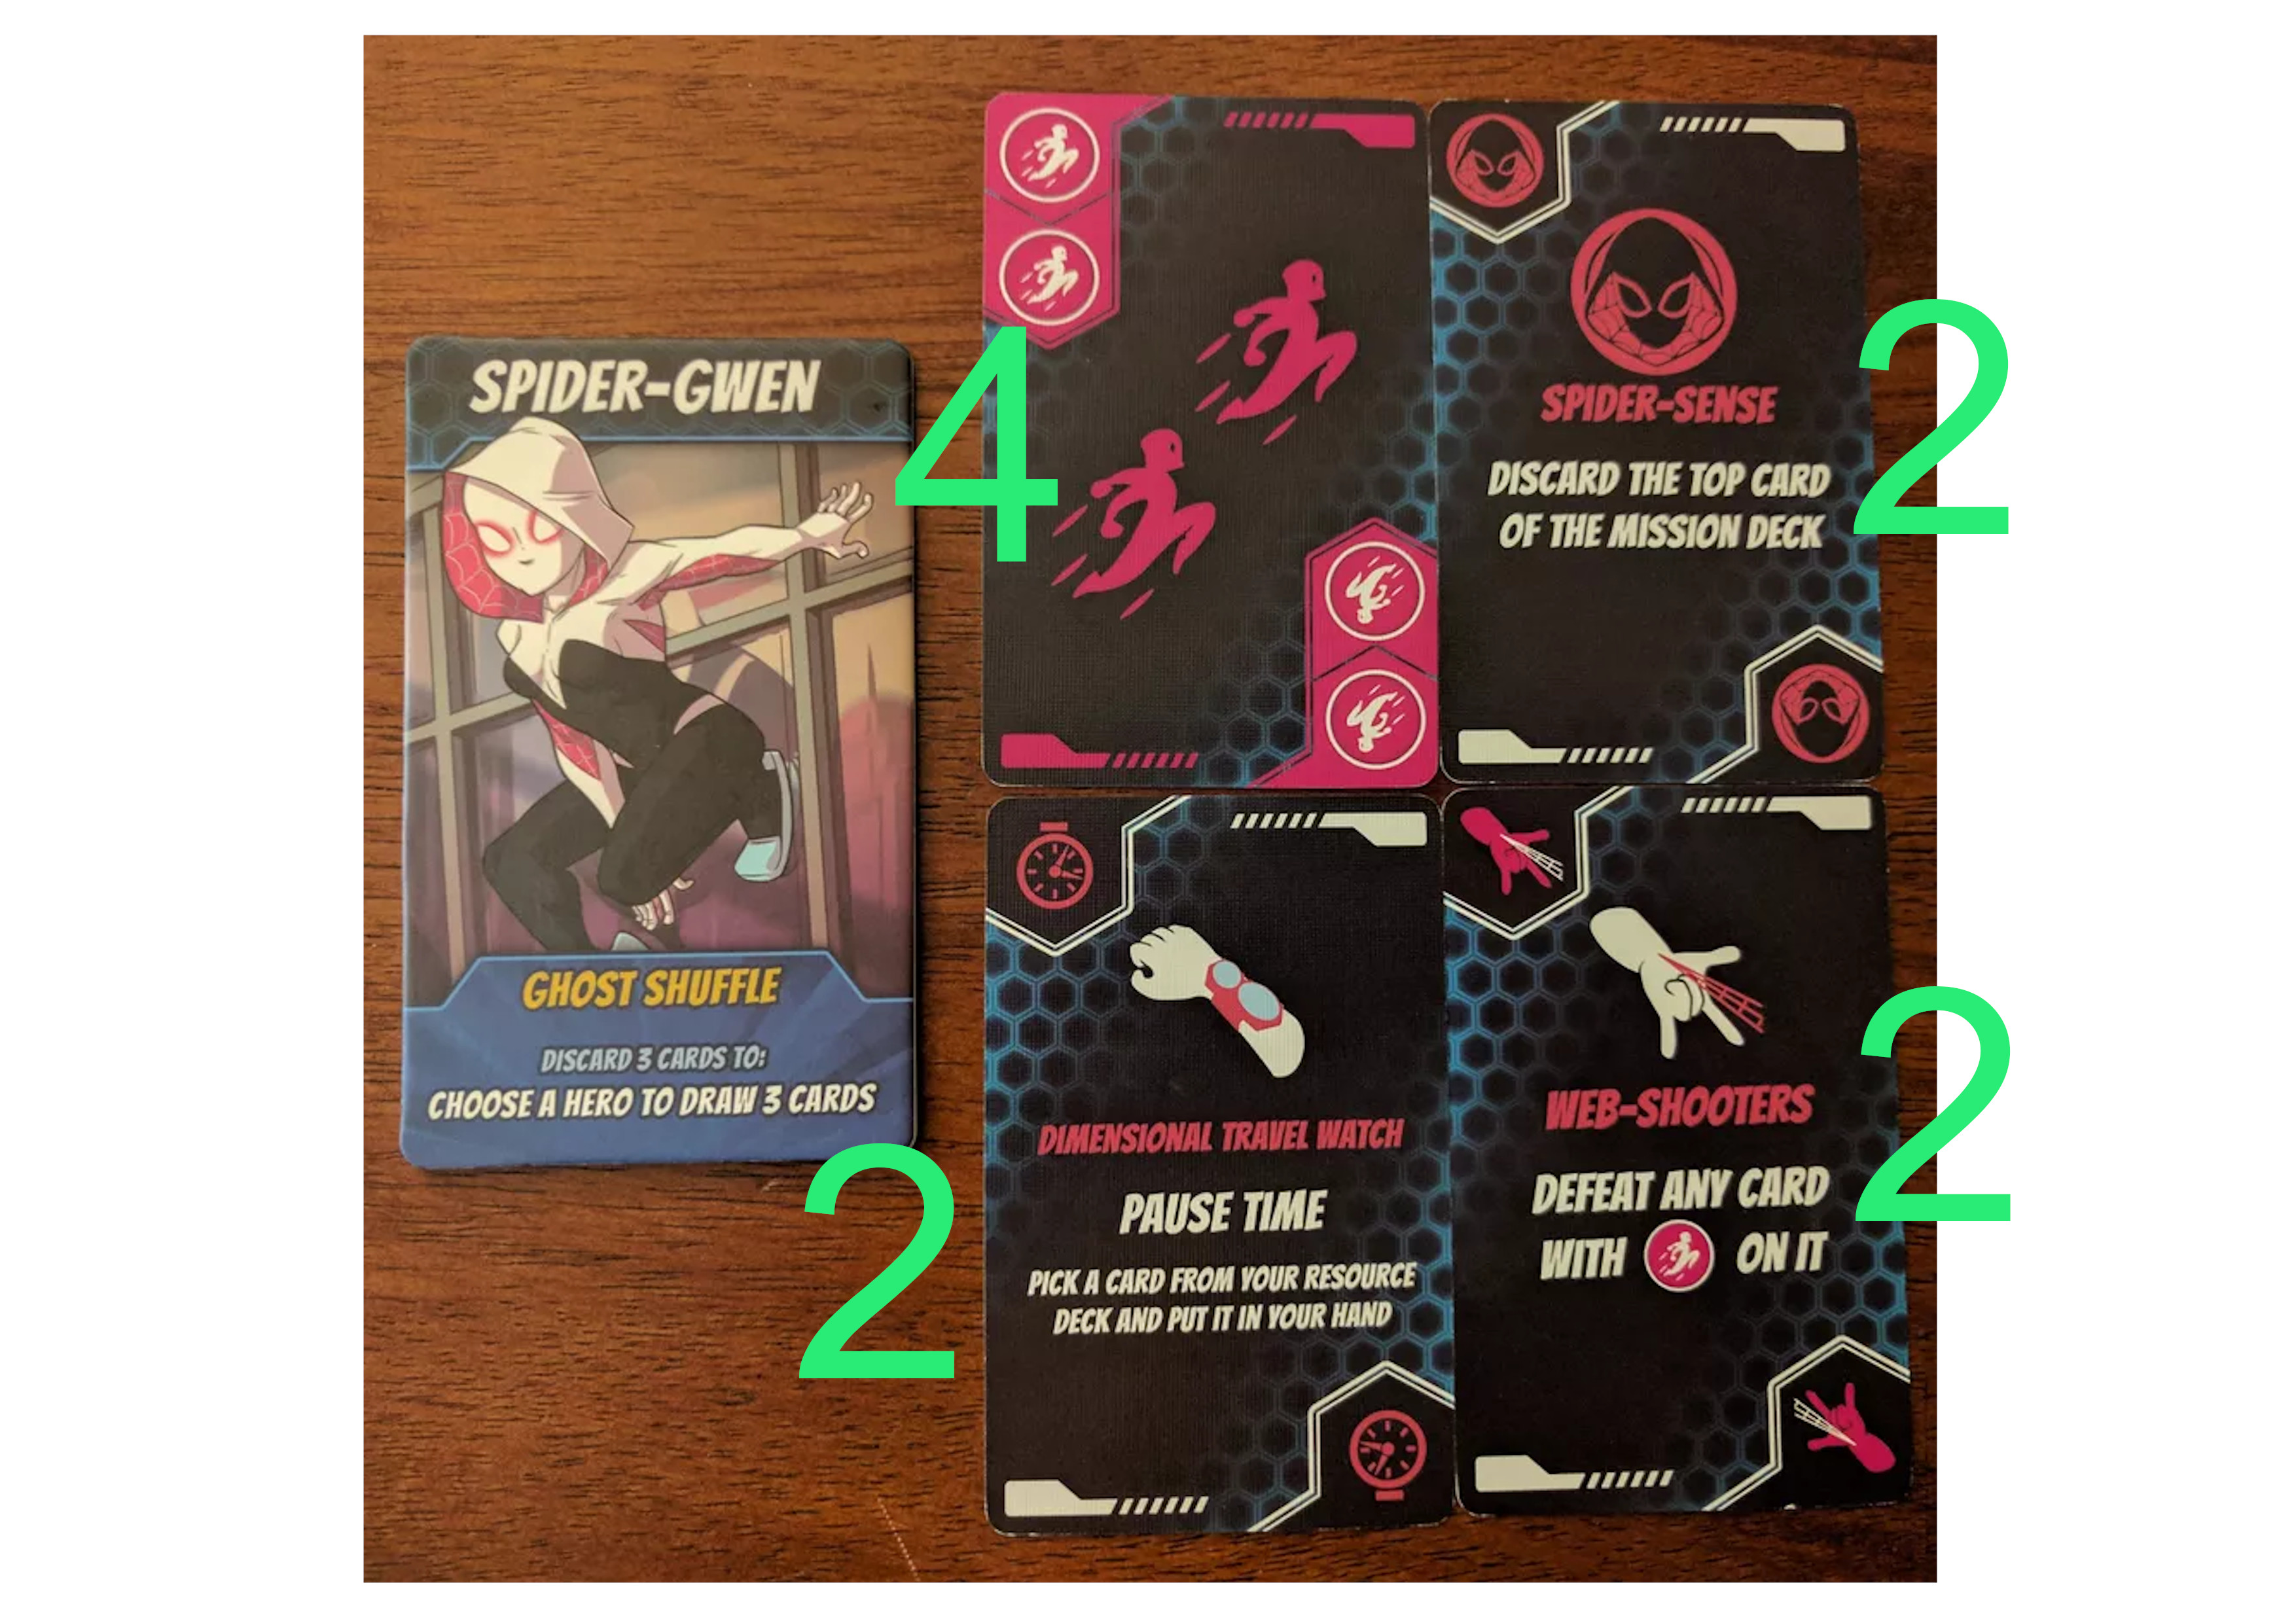 SPIDER-GWEN
GHOST SHUFFLE
DISCARD 3 CARDS TO:
CHOOSE A HERO TO DRAW 3 CARDS
4
SPIDER-SENSE
DISCARD THE TOP CARD
OF THE MISSION DECK
2
DIMENSIONAL TRAVEL WATCH
PAUSE TIME
PICK A CARD FROM YOUR RESOURCE
DECK AND PUT IT IN YOUR HAND
2
WEB-SHOOTERS
DEFEAT ANY CARD
WITH ON IT
2